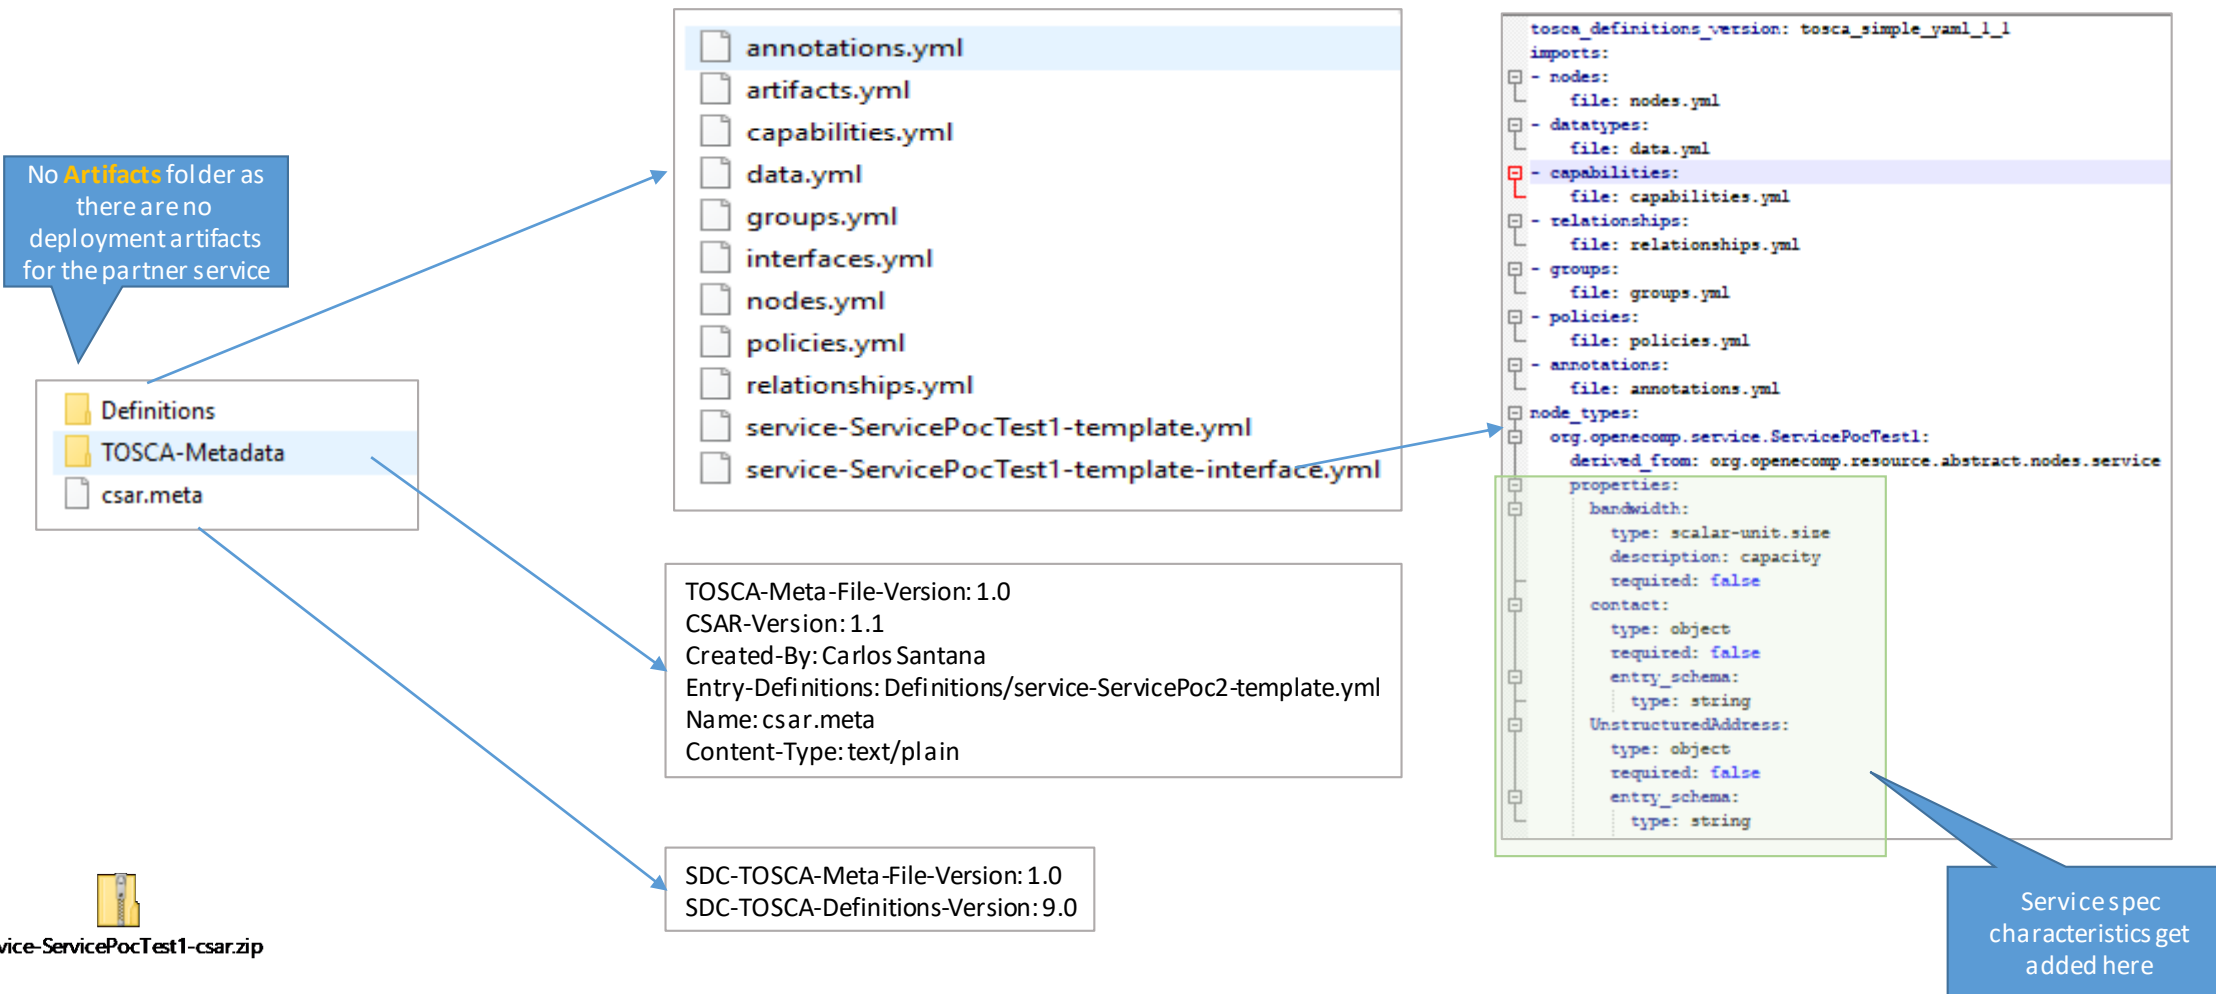 No Artifacts folder as
there are no
deployment artifacts
for the partner service
Definitions
TOSCA-Metadata
csar.meta
vice-ServicePocTest1-csar.zip
annotations.yml
artifacts.yml
capabilities.yml
data.yml
groups.yml
interfaces.yml
nodes.yml
policies.yml
relationships.yml
service-ServicePocTest1-template.yml
service-ServicePocTest1-template-interface.yml
TOSCA-Meta-File-Version: 1.0
CSAR-Version: 1.1
Created-By: Carlos Santana
Entry-Definitions: Definitions/service-ServicePoc2-template.yml
Name: csar.meta
Content-Type: text/plain
SDC-TOSCA-Meta-File-Version: 1.0
SDC-TOSCA-Definitions-Version: 9.0
tosca_definitions_version: tosca_simple_yaml_1_1
imports:
- nodes:
file: nodes.yml
- datatypes:
file: data.yml
- capabilities:
file: capabilities.yml
- relationships:
file: relationships.yml
- groups:
file: groups.yml
- policies:
file: policies.yml
- annotations:
file: annotations.yml
node_types:
org.openecomp.service.ServicePocTest1:
derived_from: org.openecomp.resource.abstract.nodes.service
properties:
bandwidth:
type: scalar-unit.size
description: capacity
required: false
contact:
type: object
required: false
entry_schema:
type: string
UnstructuredAddress:
type: object
required: false
entry_schema:
type: string
Service spec
characteristics get
added here